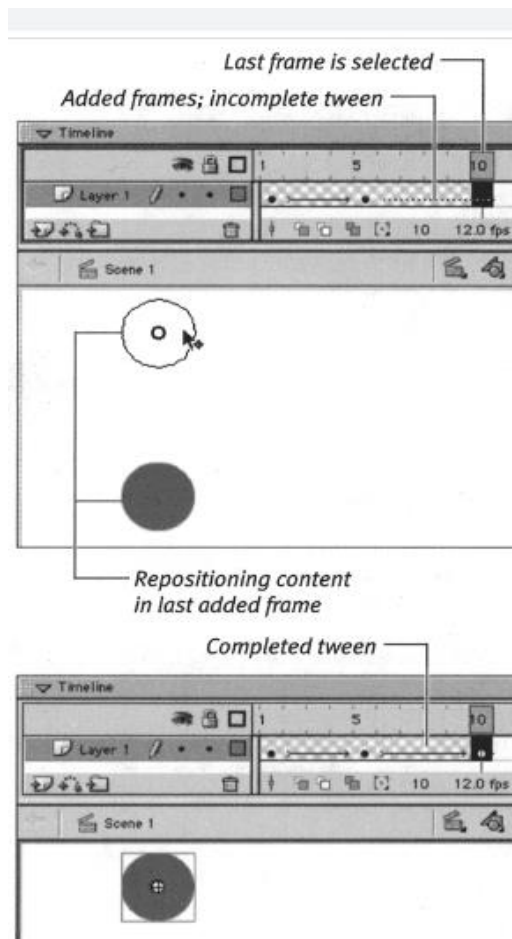 Last frame is selected
Added frames; incomplete tween
Timeline
1 5 10
Layer 1
10 12.0 fps
Scene 1
Repositioning content
in last added frame
Completed tween
Timeline
1 5 10
Layer 1
10 12.0 fps
Scene 1